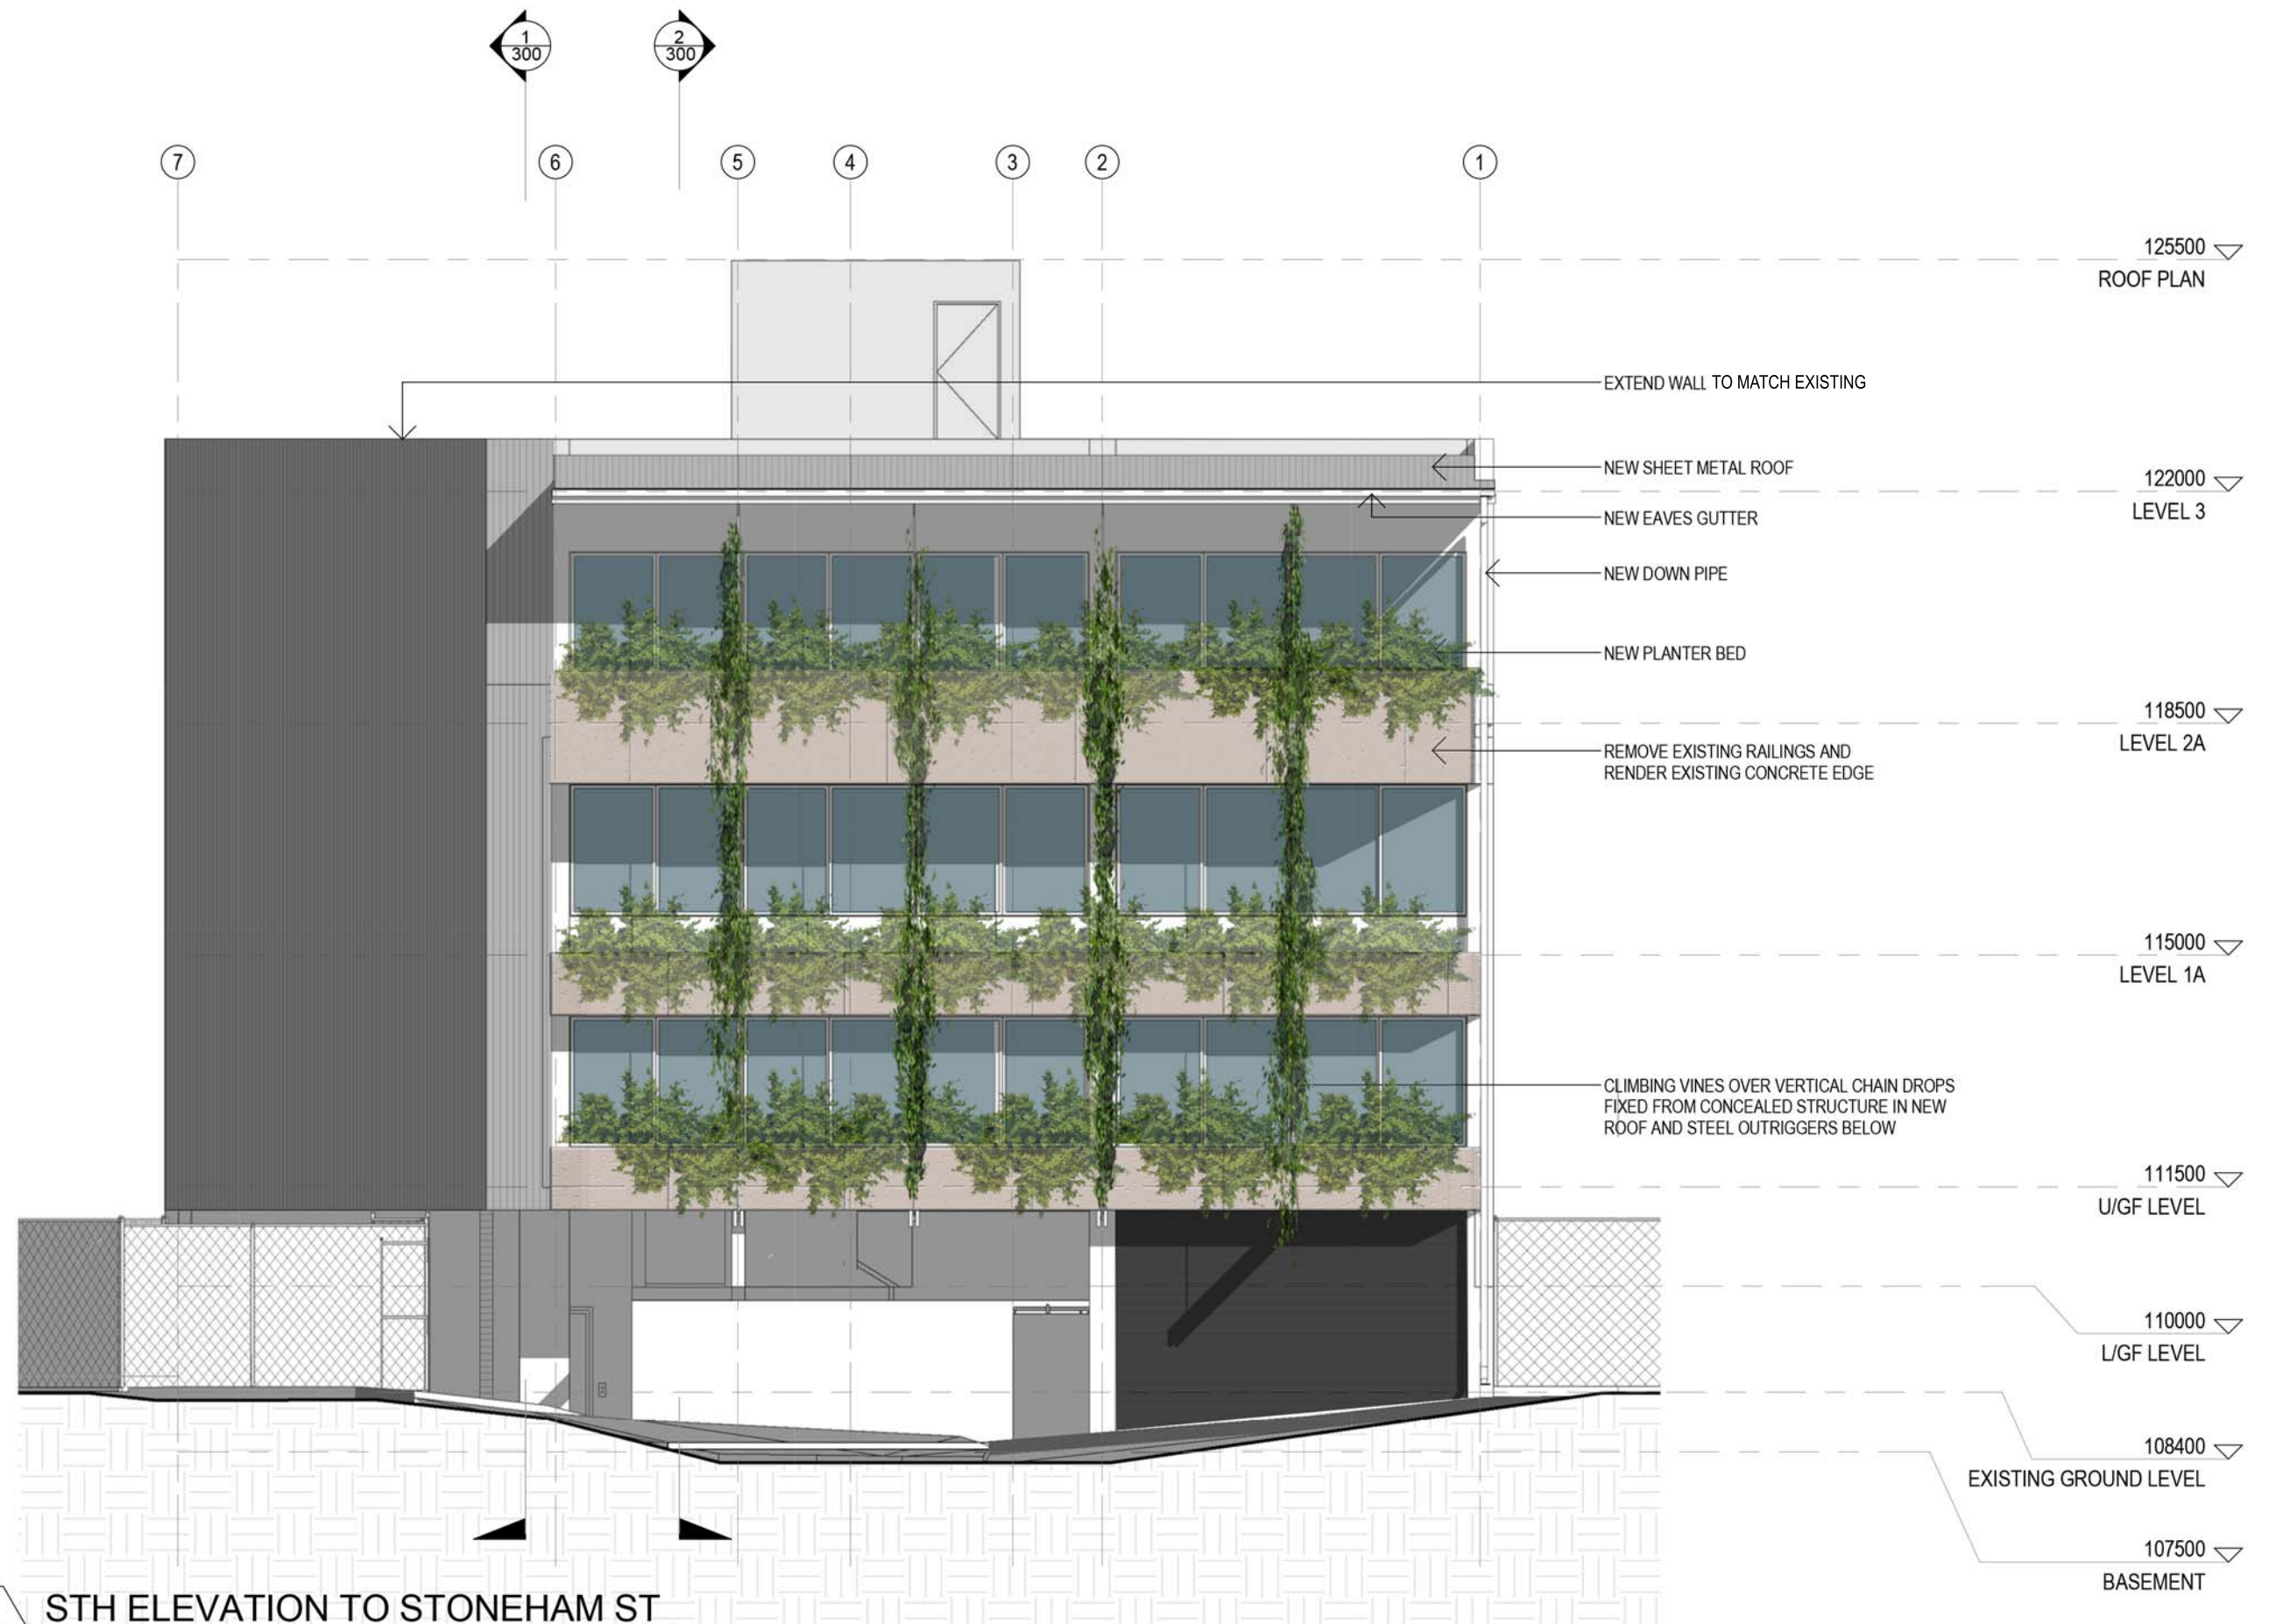 1
300
2
300
7
6
5
4
3
2
1
125500
ROOF PLAN
EXTEND WALL TO MATCH EXISTING
NEW SHEET METAL ROOF
122000
LEVEL 3
NEW EAVES GUTTER
NEW DOWN PIPE
NEW PLANTER BED
118500
LEVEL 2A
REMOVE EXISTING RAILINGS AND
RENDER EXISTING CONCRETE EDGE
115000
LEVEL 1A
CLIMBING VINES OVER VERTICAL CHAIN DROPS
FIXED FROM CONCEALED STRUCTURE IN NEW
ROOF AND STEEL OUTRIGGERS BELOW
111500
U/GF LEVEL
110000
L/GF LEVEL
108400
EXISTING GROUND LEVEL
107500
BASEMENT
STH ELEVATION TO STONEHAM ST